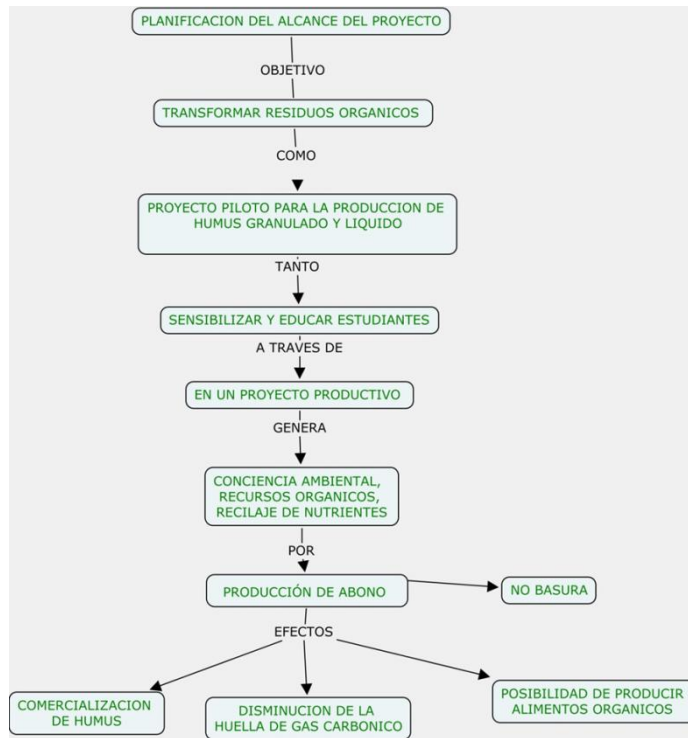 PLANIFICACION DEL ALCANCE DEL PROYECTO
OBJETIVO
TRANSFORMAR RESIDUOS ORGANICOS
COMO
PROYECTO PILOTO PARA LA PRODUCCION DE
HUMUS GRANULADO Y LIQUIDO
TANTO
SENSIBILIZAR Y EDUCAR ESTUDIANTES
A TRAVES DE
EN UN PROYECTO PRODUCTIVO
GENERA
CONCIENCIA AMBIENTAL,
RECURSOS ORGANICOS,
RECILAJE DE NUTRIENTES
POR
PRODUCCIÓN DE ABONO
NO BASURA
EFECTOS
COMERCIALIZACION
DE HUMUS
DISMINUCION DE LA
HUELLA DE GAS CARBONICO
POSIBILIDAD DE PRODUCIR
ALIMENTOS ORGANICOS